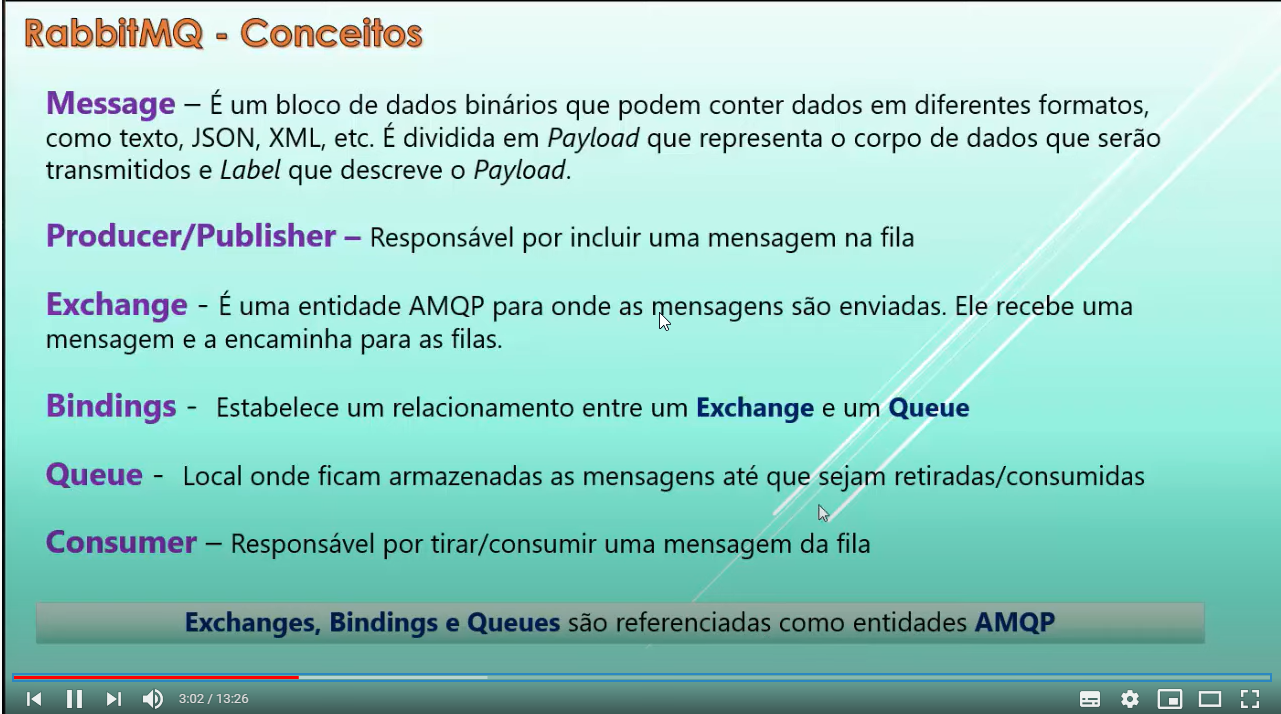 RabbitMQ - Conceitos
Message – É um bloco de dados binários que podem conter dados em diferentes formatos,
como texto, JSON, XML, etc. É dividida em Payload que representa o corpo de dados que serão
transmitidos e Label que descreve o Payload.
Producer/Publisher – Responsável por incluir uma mensagem na fila
Exchange - É uma entidade AMQP para onde as mensagens são enviadas. Ele recebe uma
mensagem e a encaminha para as filas.
Bindings - Estabelece um relacionamento entre um Exchange e um Queue
Queue - Local onde ficam armazenadas as mensagens até que sejam retiradas/consumidas
Consumer – Responsável por tirar/consumir uma mensagem da fila
Exchanges, Bindings e Queues são referenciadas como entidades AMQP
3:02 / 13:26